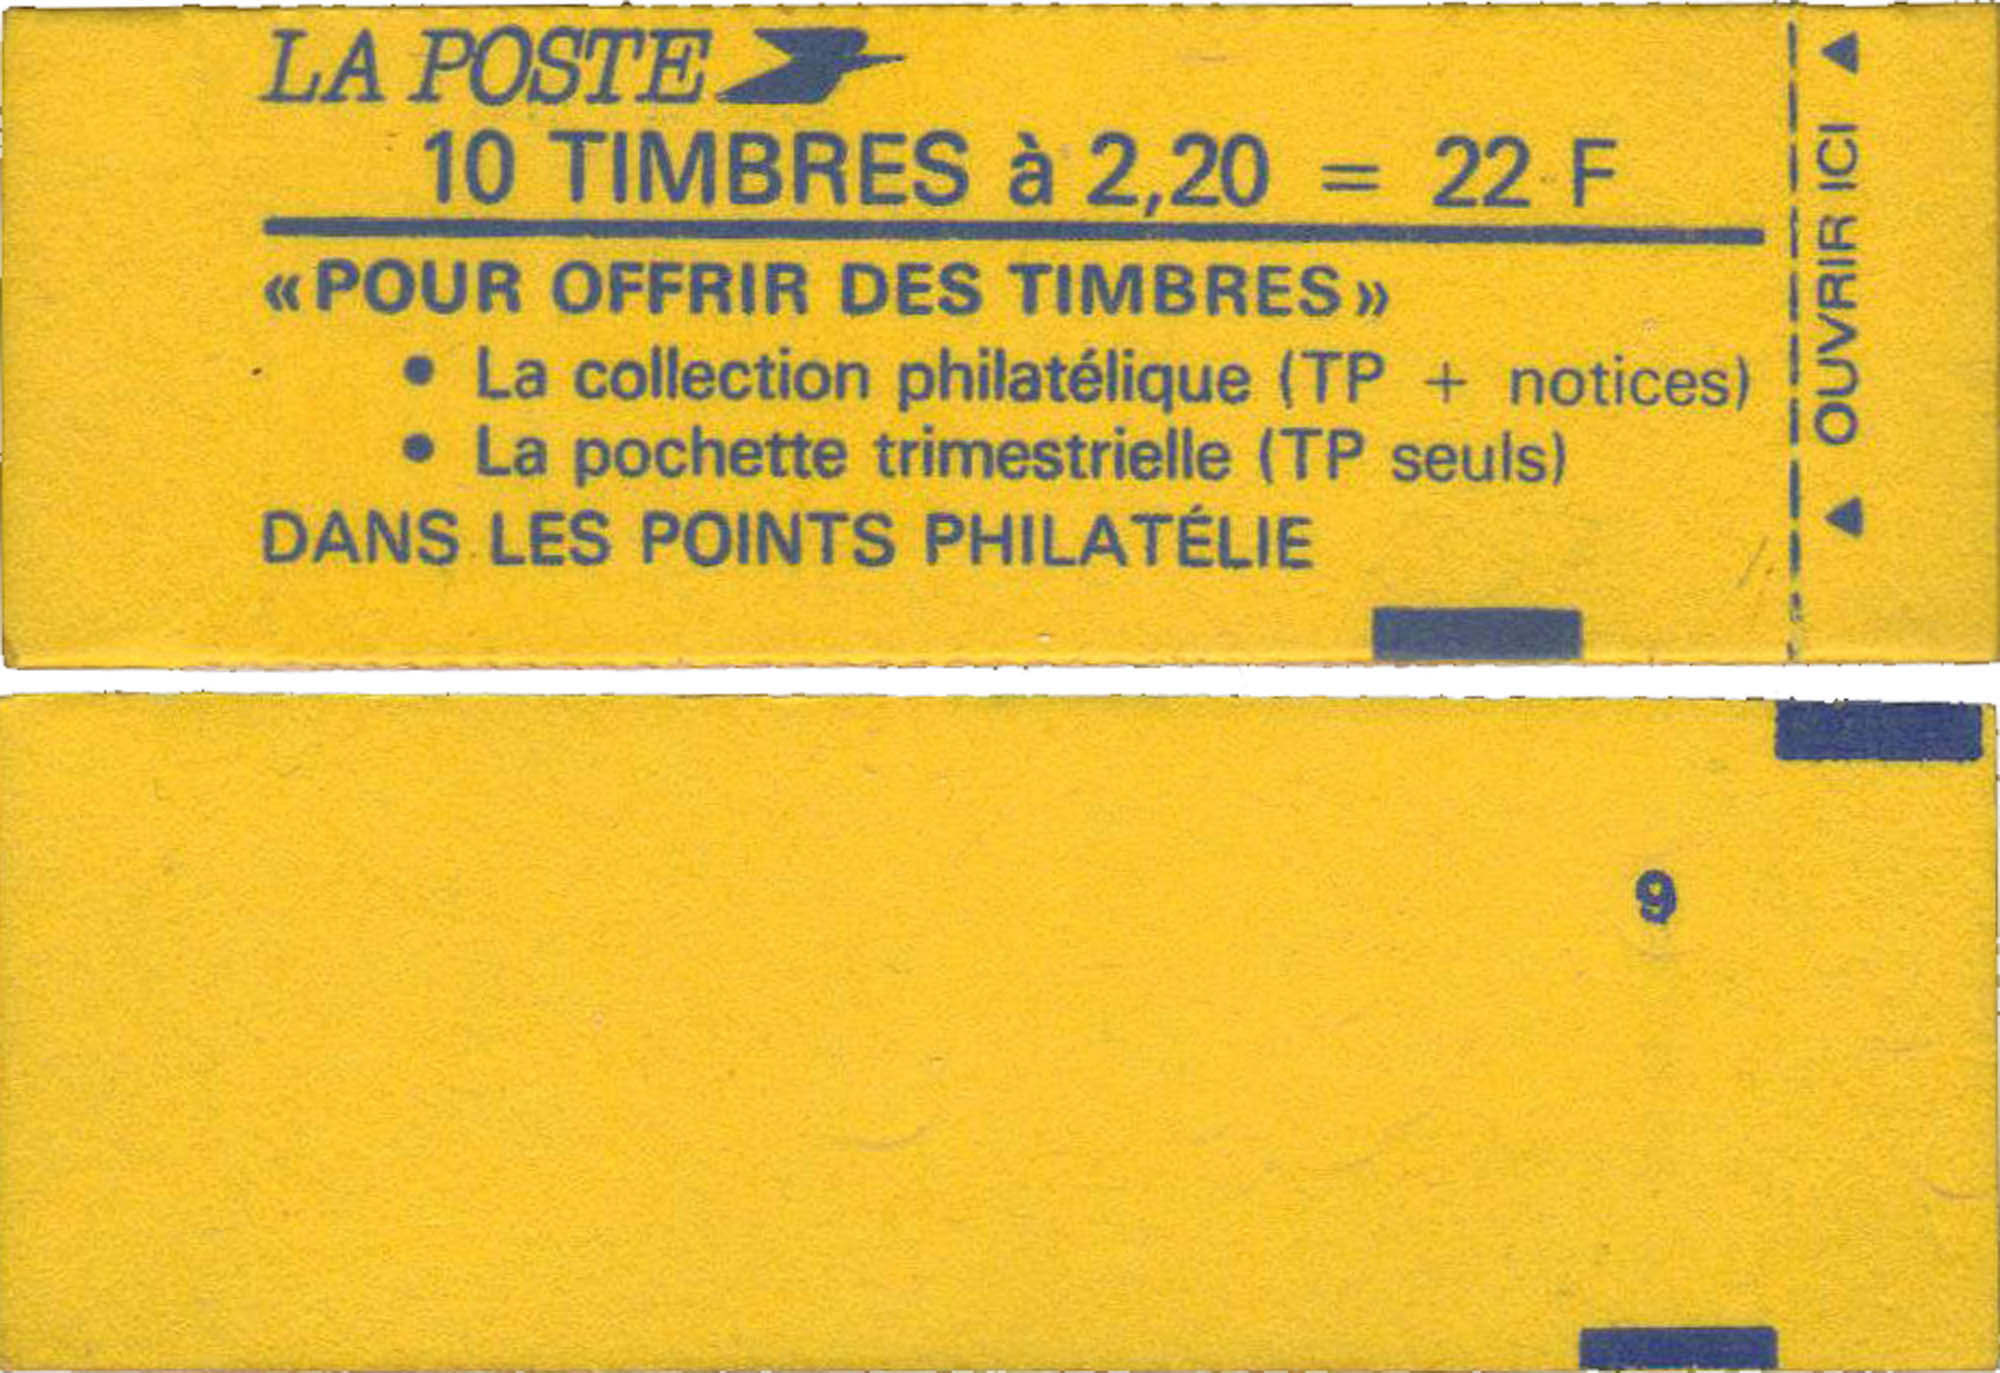 LA POSTE
10 TIMBRES à 2,20 = 22 F
«POUR OFFRIR DES TIMBRES»
• La collection philatélique (TP + notices)
• La pochette trimestrielle (TP seuls)
DANS LES POINTS PHILATÉLIE
OUVRIR ICI
9